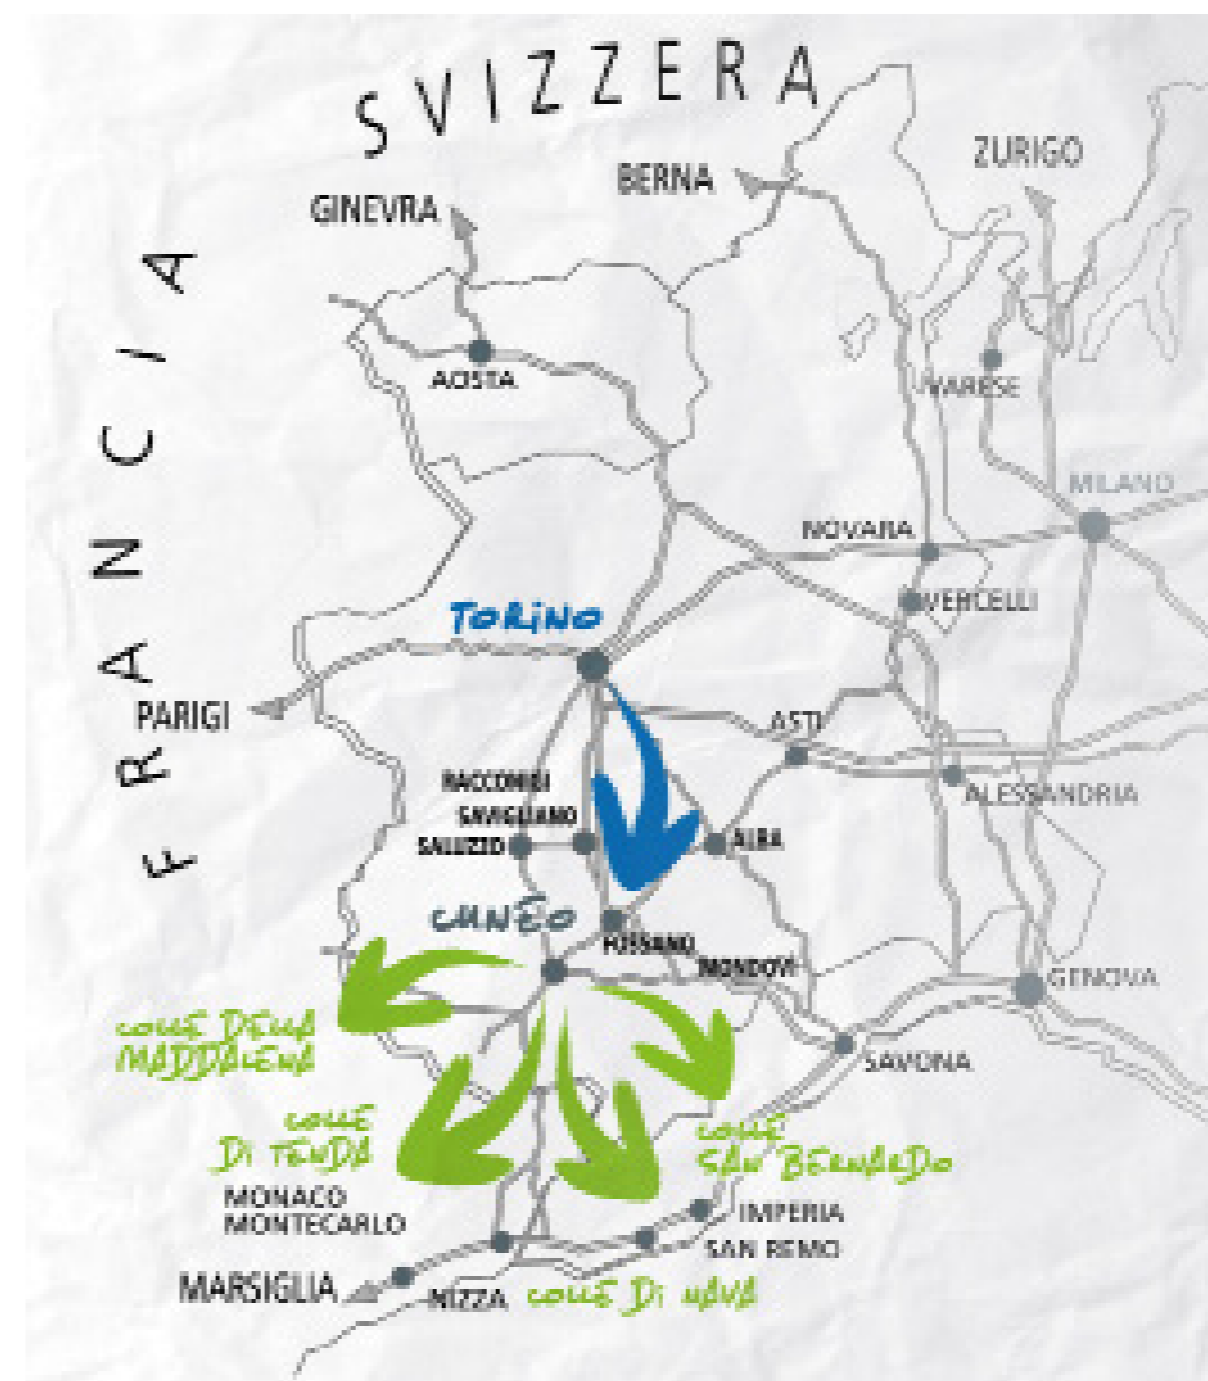 SVIZZERA
ZURIGO
BERNA
GINEVRA
FRANCIA
AOSTA
VARESE
MILANO
NOVARA
VERCELLI
TORINO
PARIGI
ASTI
RACCONIGI
ALESSANDRIA
SAVIGLIANO
SALUZZO
ALBA
CUNEO
FOSSANO
MONDOVI
GENOVA
COLLE DELLA
MADDALENA
SAVONA
COLLE
DI TENDA
COLLE
SAN BERNARDO
MONACO
MONTECARLO
IMPERIA
SAN REMO
MARSIGLIA
NIZZA
COLLE DI NAVA